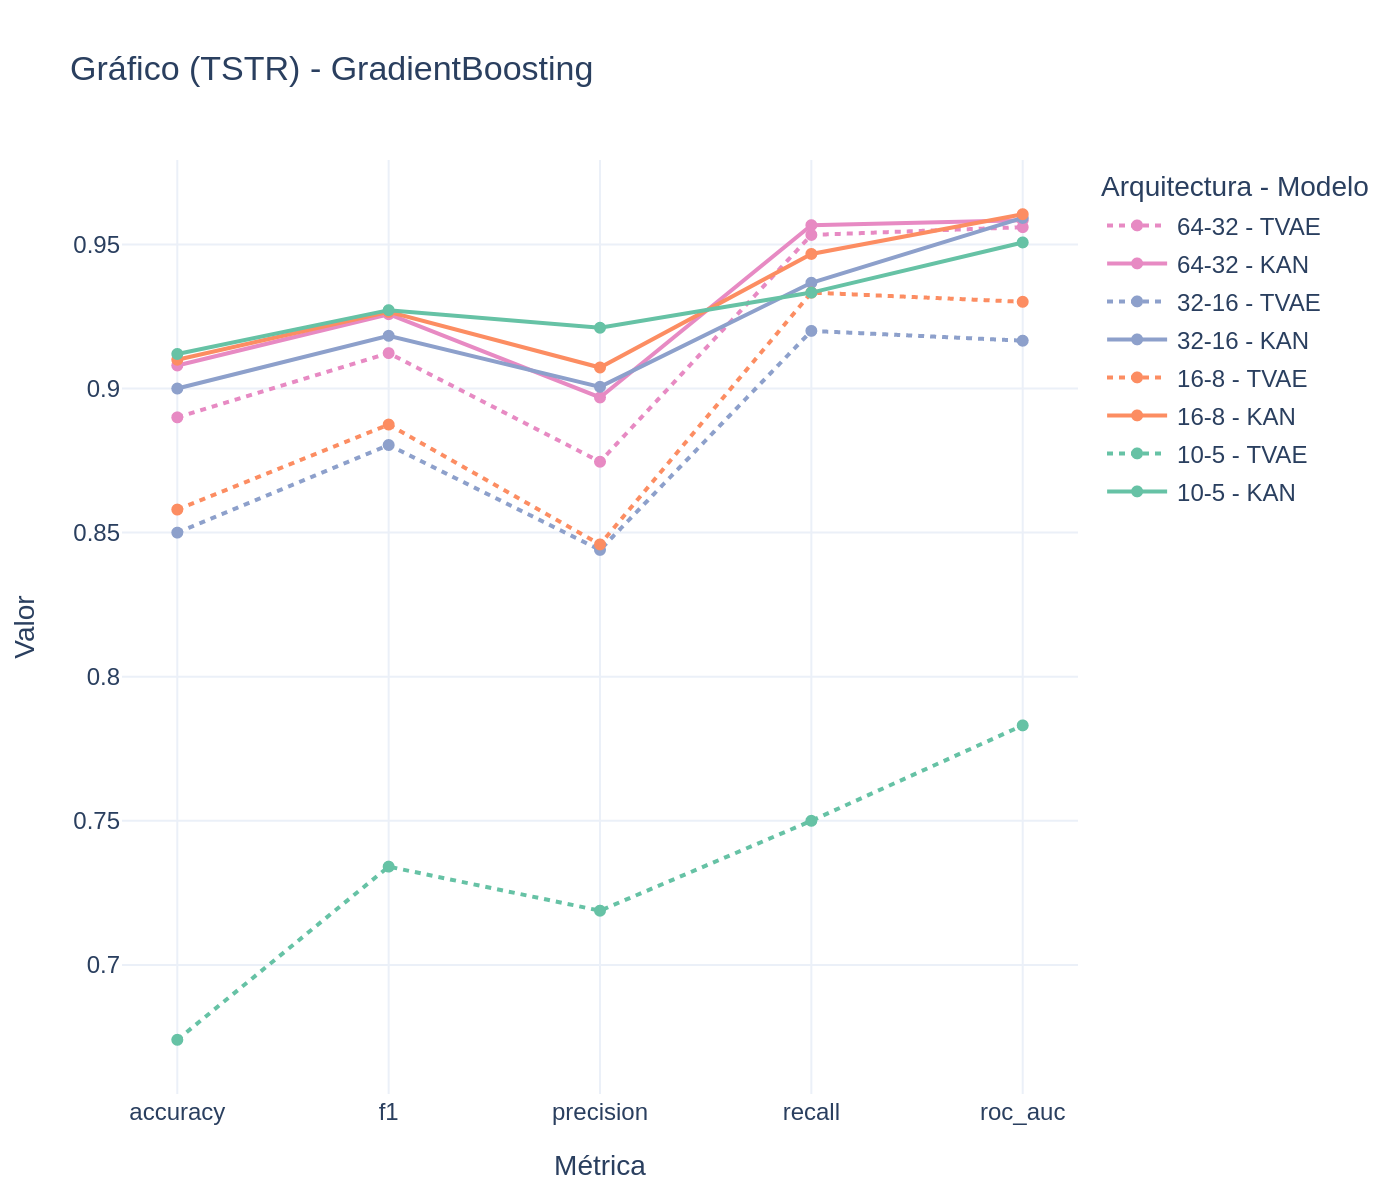 Gráfico (TSTR) - GradientBoosting
Arquitectura - Modelo
64-32 - TVAE
64-32 - KAN
32-16 - TVAE
32-16 - KAN
16-8 - TVAE
16-8 - KAN
10-5 - TVAE
10-5 - KAN
0.95
0.9
0.85
0.8
0.75
0.7
Valor
accuracy f1 precision recall roc_auc
Métrica